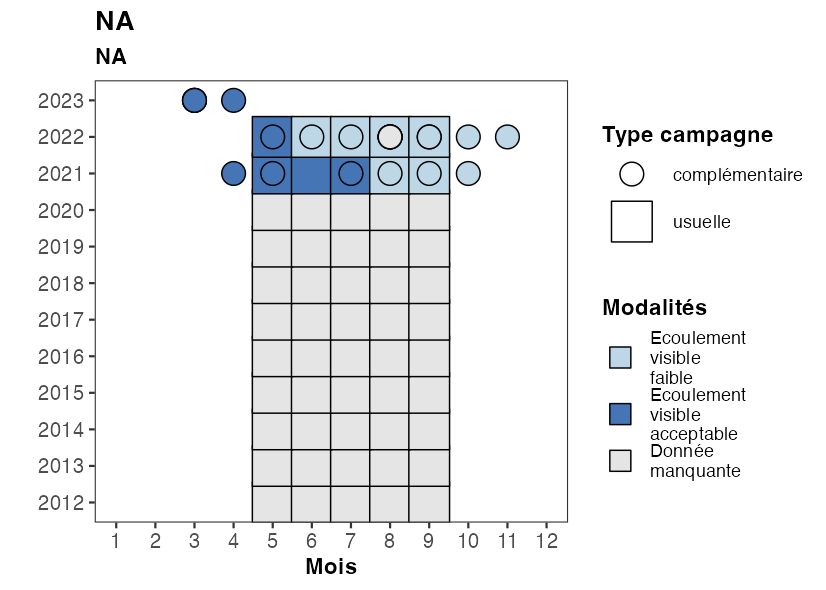 NA
NA
2023
2022
2021
2020
2019
2018
2017
2016
2015
2014
2013
2012
1 2 3 4 5 6 7 8 9 10 11 12
Mois
Type campagne
complémentaire
usuelle
Modalités
Ecoulement
visible
faible
Ecoulement
visible
acceptable
Donnée
manquante